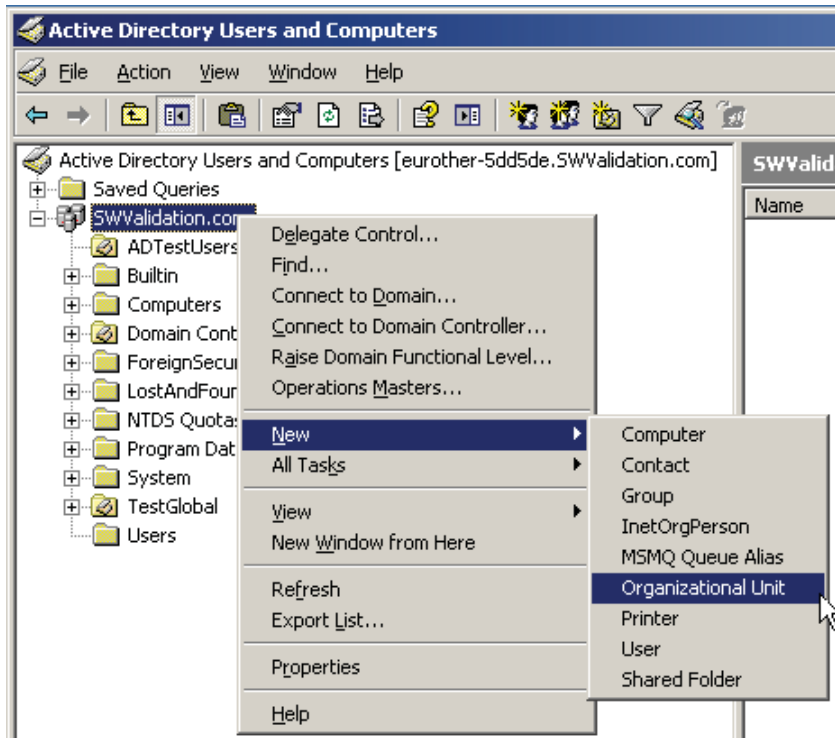 Active Directory Users and Computers
File Action View Window Help
Active Directory Users and Computers [eurother-5dd5de.SWValidation.com]
SWValid
Name
Saved Queries
SWValidation.com
ADTestUsers
Builtin
Computers
Domain Cont
ForeignSecur
LostAndFour
NTDS Quotas
Program Dat
System
TestGlobal
Users
Delegate Control...
Find...
Connect to Domain...
Connect to Domain Controller...
Raise Domain Functional Level...
Operations Masters...
New
All Tasks
View
New Window from Here
Refresh
Export List...
Properties
Help
Computer
Contact
Group
InetOrgPerson
MSMQ Queue Alias
Organizational Unit
Printer
User
Shared Folder